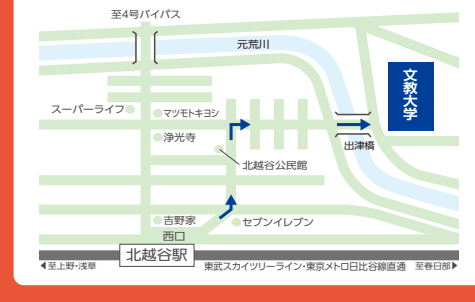 至4号バイパス
元荒川
文教大学
スーパーライフ
マツモトキヨシ
浄光寺
出津橋
北越谷公民館
吉野家
セブンイレブン
西口
北越谷駅
◀至上野・浅草
東武スカイツリーライン・東京メトロ日比谷線直通
至春日部▶